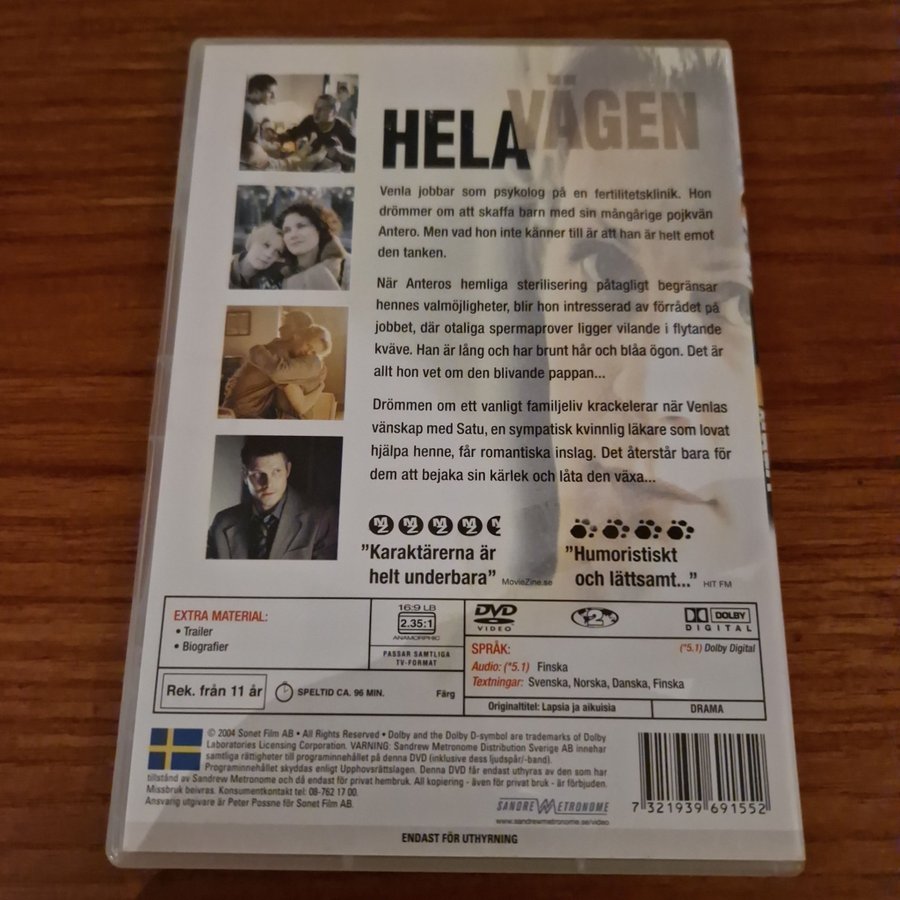 HELA VÄGEN
Venla jobbar som psykolog på en fertilitetsklinik. Hon
drömmer om att skaffa barn med sin mångårige pojkvän
Antero. Men vad hon inte känner till är att han är helt emot
den tanken.
När Anteros hemliga sterilisering påtagligt begränsar
hennes valmöjligheter, blir hon intresserad av förrådet på
jobbet, där otaliga spermaprover ligger vilande i flytande
kväve. Han är lång och har brunt hår och blåa ögon. Det är
allt hon vet om den blivande pappan...
Drömmen om ett vanligt familjeliv krackelerar när Venlas
vänskap med Satu, en sympatisk kvinnlig läkare som lovat
hjälpa henne, får romantiska inslag. Det återstår bara för
dem att bejaka sin kärlek och låta den växa...
MZ MZ MZ MZ M
"Karaktärerna är
helt underbara" MovieZine.se
"Humoristiskt
och lättsamt..." HIT FM
EXTRA MATERIAL:
• Trailer
• Biografier
16:9 LB
2.35:1
ANAMORPHIC
PASSAR SAMTLIGA
TV-FORMAT
Rek. från 11 år
SPELTID CA. 96 MIN.
Färg
DVD
VIDEO
2
DOLBY
DIGITAL
SPRÅK:
(*5.1) Dolby Digital
Audio: (*5.1) Finska
Textningar: Svenska, Norska, Danska, Finska
Originaltitel: Lapsia ja aikuisia
DRAMA
© 2004 Sonet Film AB • All Rights Reserved • Dolby and the Dolby D-symbol are trademarks of Dolby
Laboratories Licensing Corporation. VARNING: Sandrew Metronome Distribution Sverige AB innehar
samtliga rättigheter till programinnehållet på denna DVD (inklusive dess ljudspår/-band).
Programinnehållet skyddas enligt Upphovsrättslagen. Denna DVD får endast uthyras av den som har
tillstånd av Sandrew Metronome och då endast för privat hembruk. All kopiering - även för privat bruk - är förbjuden.
Missbruk beivras. Konsumentkontakt tel: 08-762 17 00.
Ansvarig utgivare är Peter Possne för Sonet Film AB.
SANDREW METRONOME
www.sandrewmetronome.se/video
7 321939 691552
ENDAST FÖR UTHYRNING